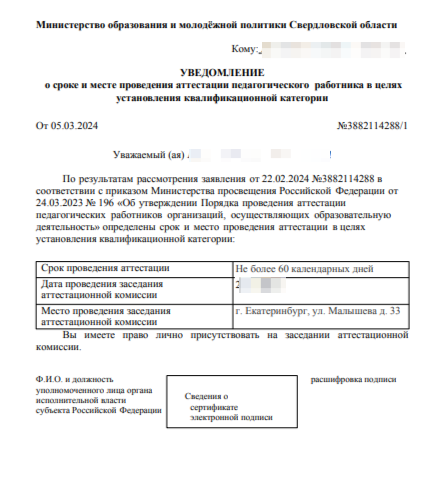 Министерство образования и молодёжной политики Свердловской области
Кому:
УВЕДОМЛЕНИЕ
о сроке и месте проведения аттестации педагогического работника в целях
установления квалификационной категории
От 05.03.2024 №3882114288/1
Уважаемый (ая)
По результатам рассмотрения заявления от 22.02.2024 №3882114288 в
соответствии с приказом Министерства просвещения Российской Федерации от
24.03.2023 № 196 «Об утверждении Порядка проведения аттестации
педагогических работников организаций, осуществляющих образовательную
деятельность» определены срок и место проведения аттестации в целях
установления квалификационной категории:
Срок проведения аттестации Не более 60 календарных дней
Дата проведения заседания
аттестационной комиссии
Место проведения заседания г. Екатеринбург, ул. Малышева д. 33
аттестационной комиссии
Вы имеете право лично присутствовать на заседании аттестационной
комиссии.
Ф.И.О. и должность
уполномоченного лица органа
исполнительной власти
субъекта Российской Федерации
Сведения о
сертификате
электронной подписи
расшифровка подписи